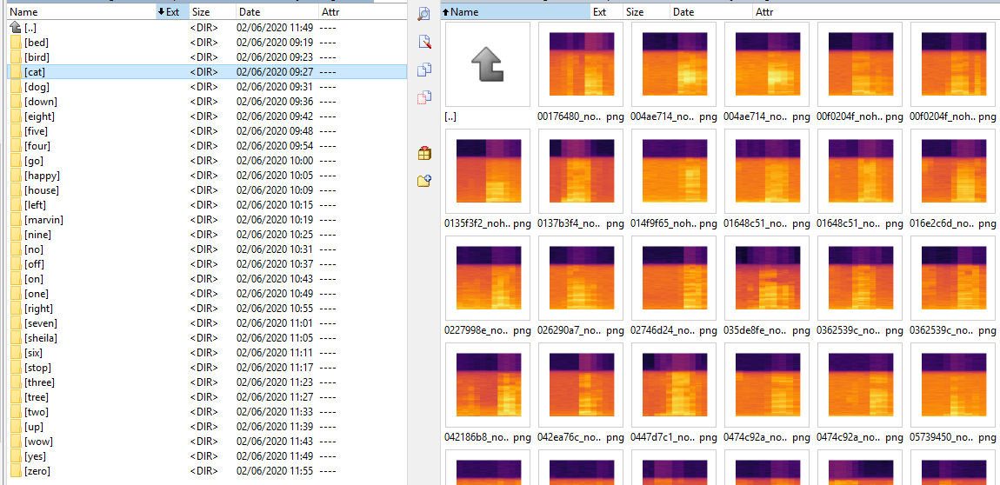 Name Ext Size Date Attr
[..] <DIR> 02/06/2020 11:49 ----
[bed] <DIR> 02/06/2020 09:19 ----
[bird] <DIR> 02/06/2020 09:23 ----
[cat] <DIR> 02/06/2020 09:27 ----
[dog] <DIR> 02/06/2020 09:31 ----
[down] <DIR> 02/06/2020 09:36 ----
[eight] <DIR> 02/06/2020 09:42 ----
[five] <DIR> 02/06/2020 09:48 ----
[four] <DIR> 02/06/2020 09:54 ----
[go] <DIR> 02/06/2020 10:00 ----
[happy] <DIR> 02/06/2020 10:05 ----
[house] <DIR> 02/06/2020 10:09 ----
[left] <DIR> 02/06/2020 10:15 ----
[marvin] <DIR> 02/06/2020 10:19 ----
[nine] <DIR> 02/06/2020 10:25 ----
[no] <DIR> 02/06/2020 10:31 ----
[off] <DIR> 02/06/2020 10:37 ----
[on] <DIR> 02/06/2020 10:43 ----
[one] <DIR> 02/06/2020 10:49 ----
[right] <DIR> 02/06/2020 10:55 ----
[seven] <DIR> 02/06/2020 11:01 ----
[sheila] <DIR> 02/06/2020 11:05 ----
[six] <DIR> 02/06/2020 11:11 ----
[stop] <DIR> 02/06/2020 11:17 ----
[three] <DIR> 02/06/2020 11:23 ----
[tree] <DIR> 02/06/2020 11:27 ----
[two] <DIR> 02/06/2020 11:33 ----
[up] <DIR> 02/06/2020 11:39 ----
[wow] <DIR> 02/06/2020 11:43 ----
[yes] <DIR> 02/06/2020 11:49 ----
[zero] <DIR> 02/06/2020 11:55 ----
Name Ext Size Date Attr
[..] 00176480_no.. png 004ae714_no.. png 004ae714_no.. png 00f0204f_noh.. png 00f0204f_noh.. png
0135f3f2_noh.. png 0137b3f4_no.. png 014f9f65_noh.. png 01648c51_no.. png 01648c51_no.. png 016e2c6d_no.. png
0227998e_no.. png 026290a7_no.. png 02746d24_no.. png 035de8fe_no.. png 0362539c_no.. png 0362539c_no.. png
042186b8_no.. png 042ea76c_no.. png 0447d7c1_no.. png 0474c92a_no.. png 0474c92a_no.. png 05739450_no.. png